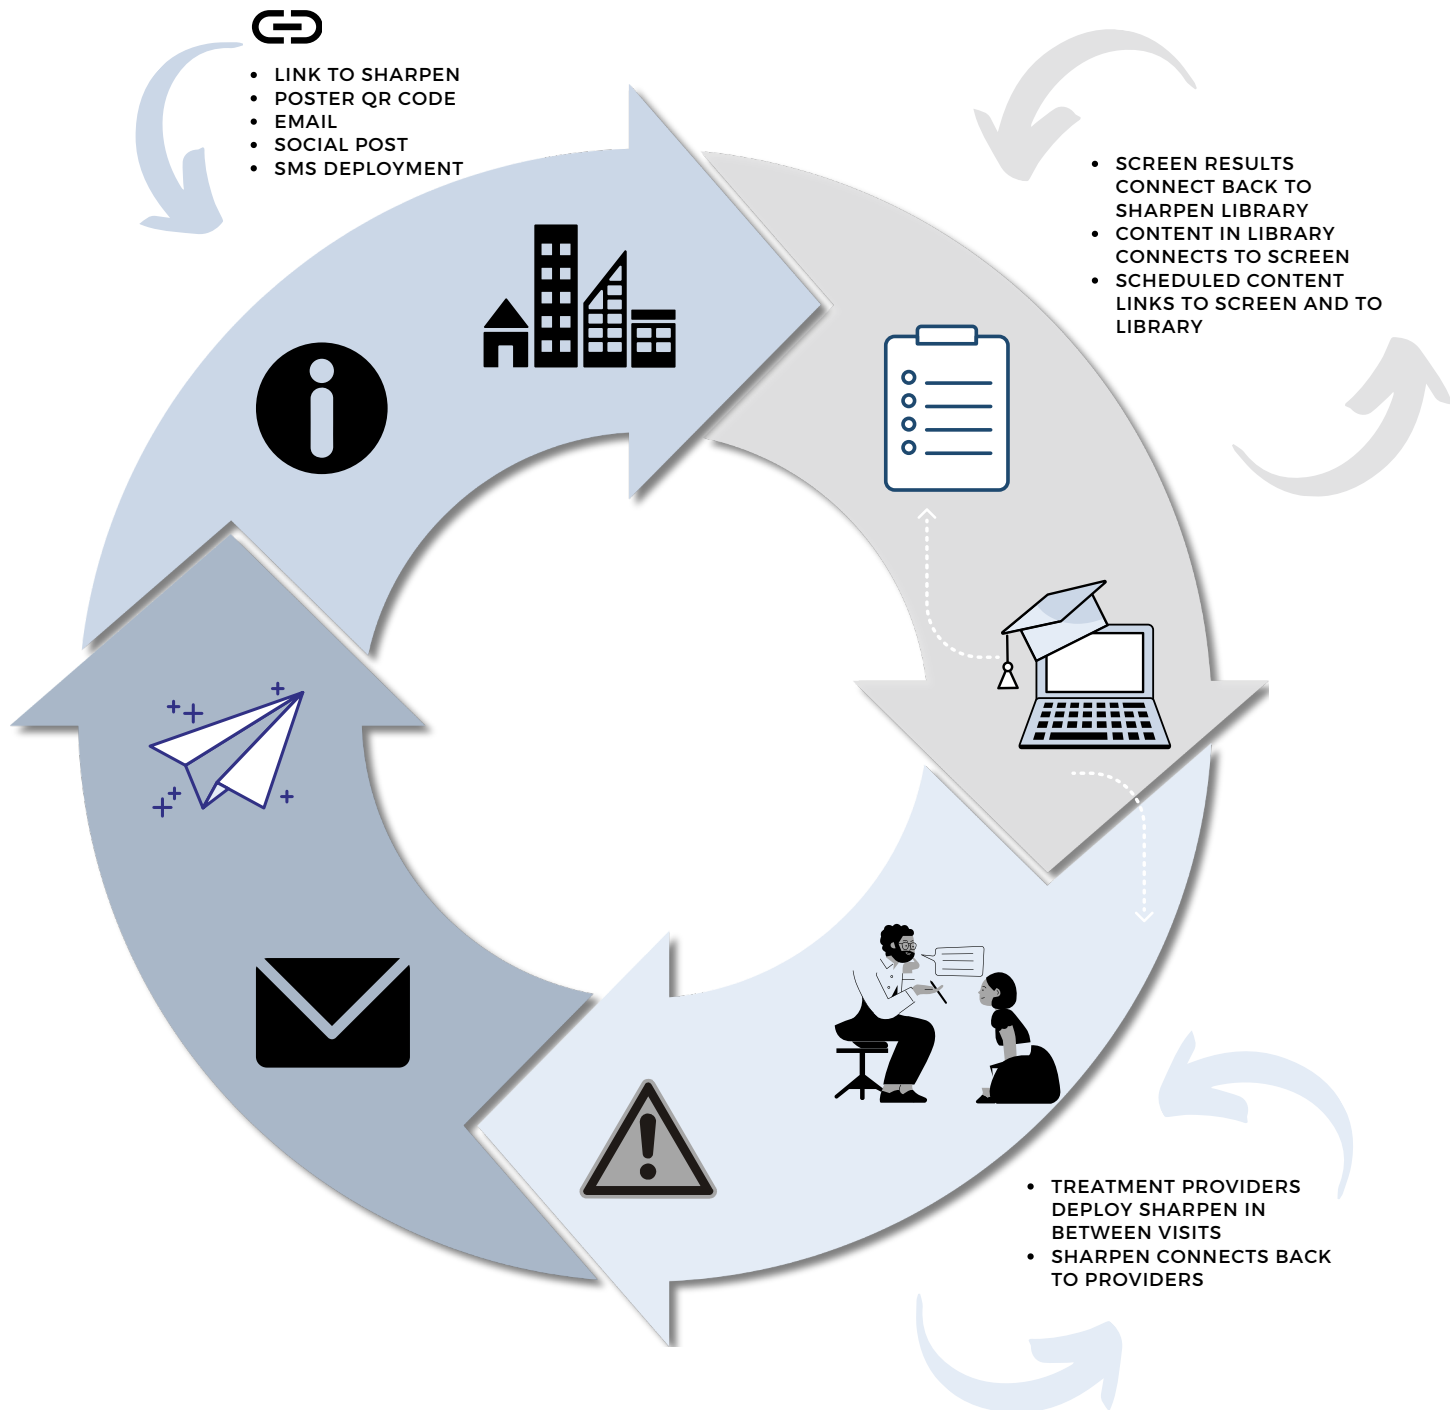 • LINK TO SHARPEN
• POSTER QR CODE
• EMAIL
• SOCIAL POST
• SMS DEPLOYMENT
• SCREEN RESULTS
CONNECT BACK TO
SHARPEN LIBRARY
• CONTENT IN LIBRARY
CONNECTS TO SCREEN
• SCHEDULED CONTENT
LINKS TO SCREEN AND TO
LIBRARY
• TREATMENT PROVIDERS
DEPLOY SHARPEN IN
BETWEEN VISITS
• SHARPEN CONNECTS BACK
TO PROVIDERS